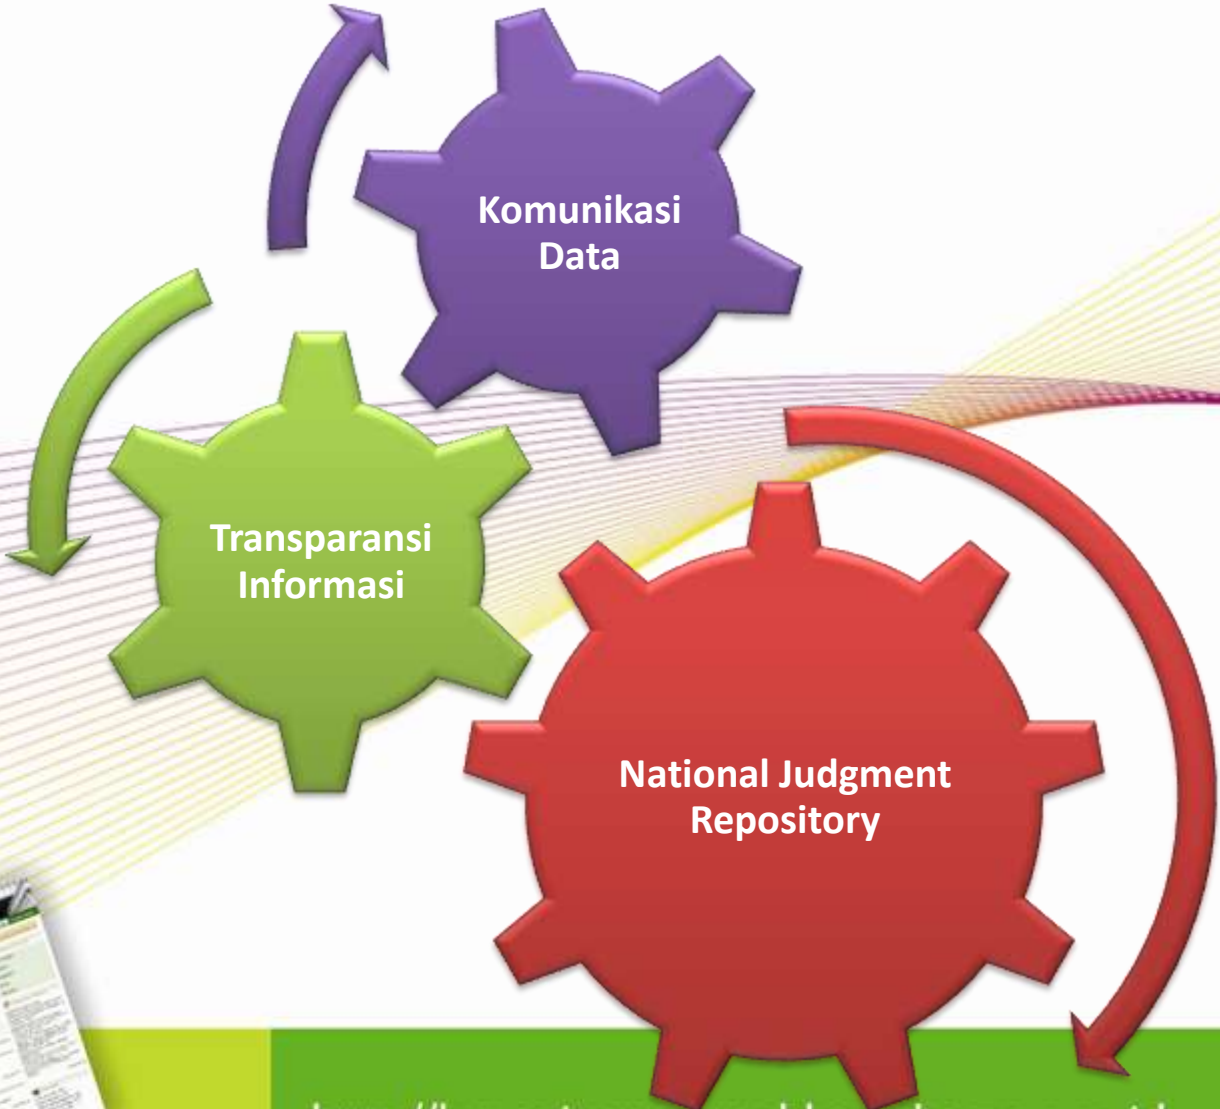 Komunikasi
Data
Transparansi
Informasi
National Judgment
Repository